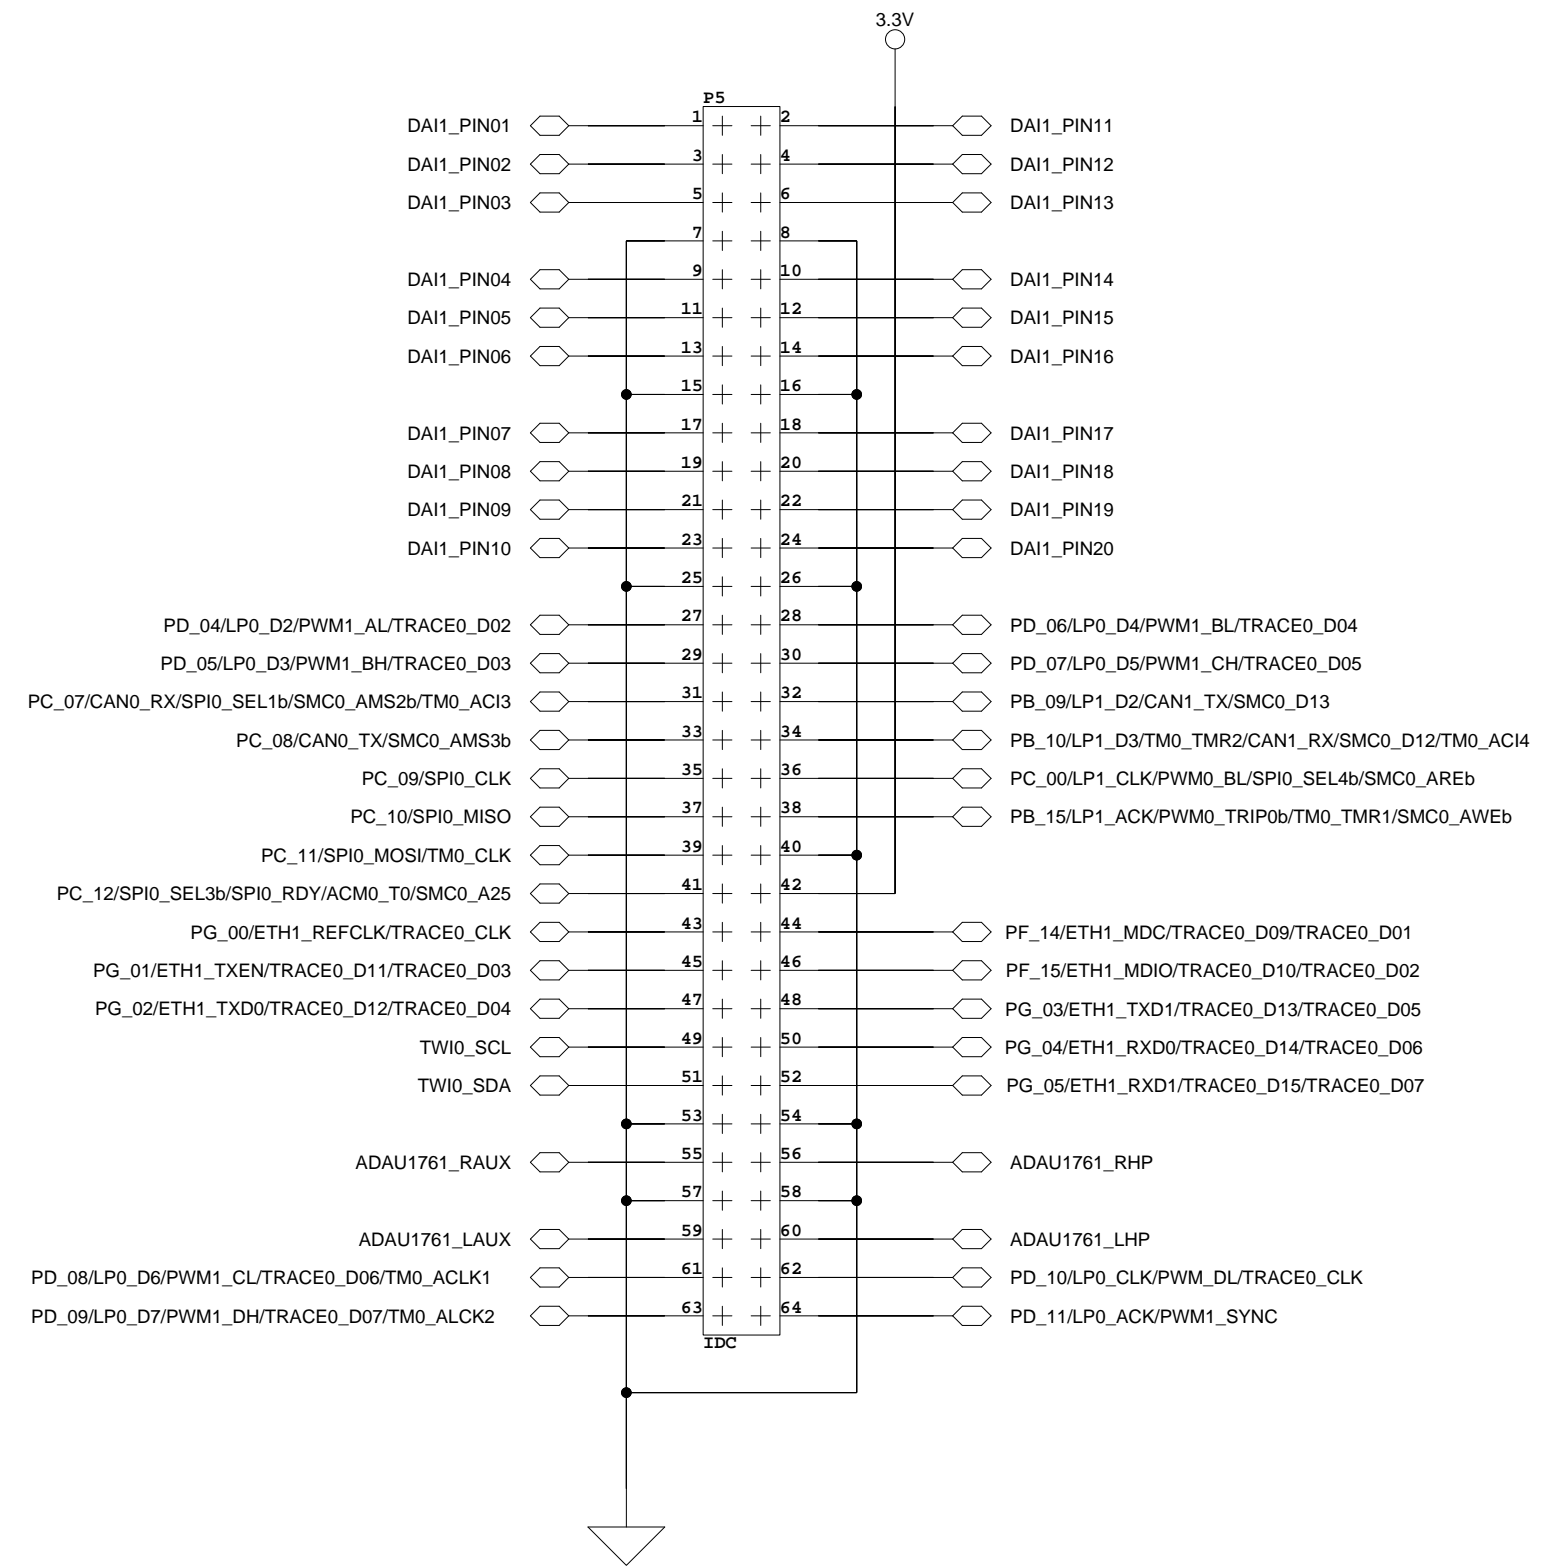 3.3V
P5
DAI1_PIN01 1 2 DAI1_PIN11
DAI1_PIN02 3 4 DAI1_PIN12
DAI1_PIN03 5 6 DAI1_PIN13
7 8
DAI1_PIN04 9 10 DAI1_PIN14
DAI1_PIN05 11 12 DAI1_PIN15
DAI1_PIN06 13 14 DAI1_PIN16
15 16
DAI1_PIN07 17 18 DAI1_PIN17
DAI1_PIN08 19 20 DAI1_PIN18
DAI1_PIN09 21 22 DAI1_PIN19
DAI1_PIN10 23 24 DAI1_PIN20
25 26
PD_04/LP0_D2/PWM1_AL/TRACE0_D02 27 28 PD_06/LP0_D4/PWM1_BL/TRACE0_D04
PD_05/LP0_D3/PWM1_BH/TRACE0_D03 29 30 PD_07/LP0_D5/PWM1_CH/TRACE0_D05
PC_07/CAN0_RX/SPI0_SEL1b/SMC0_AMS2b/TM0_ACI3 31 32 PB_09/LP1_D2/CAN1_TX/SMC0_D13
PC_08/CAN0_TX/SMC0_AMS3b 33 34 PB_10/LP1_D3/TM0_TMR2/CAN1_RX/SMC0_D12/TM0_ACI4
PC_09/SPI0_CLK 35 36 PC_00/LP1_CLK/PWM0_BL/SPI0_SEL4b/SMC0_AREb
PC_10/SPI0_MISO 37 38 PB_15/LP1_ACK/PWM0_TRIP0b/TM0_TMR1/SMC0_AWEb
PC_11/SPI0_MOSI/TM0_CLK 39 40
PC_12/SPI0_SEL3b/SPI0_RDY/ACM0_T0/SMC0_A25 41 42
PG_00/ETH1_REFCLK/TRACE0_CLK 43 44 PF_14/ETH1_MDC/TRACE0_D09/TRACE0_D01
PG_01/ETH1_TXEN/TRACE0_D11/TRACE0_D03 45 46 PF_15/ETH1_MDIO/TRACE0_D10/TRACE0_D02
PG_02/ETH1_TXD0/TRACE0_D12/TRACE0_D04 47 48 PG_03/ETH1_TXD1/TRACE0_D13/TRACE0_D05
TWI0_SCL 49 50 PG_04/ETH1_RXD0/TRACE0_D14/TRACE0_D06
TWI0_SDA 51 52 PG_05/ETH1_RXD1/TRACE0_D15/TRACE0_D07
53 54
ADAU1761_RAUX 55 56 ADAU1761_RHP
57 58
ADAU1761_LAUX 59 60 ADAU1761_LHP
PD_08/LP0_D6/PWM1_CL/TRACE0_D06/TM0_ACLK1 61 62 PD_10/LP0_CLK/PWM_DL/TRACE0_CLK
PD_09/LP0_D7/PWM1_DH/TRACE0_D07/TM0_ALCK2 63 64 PD_11/LP0_ACK/PWM1_SYNC
IDC